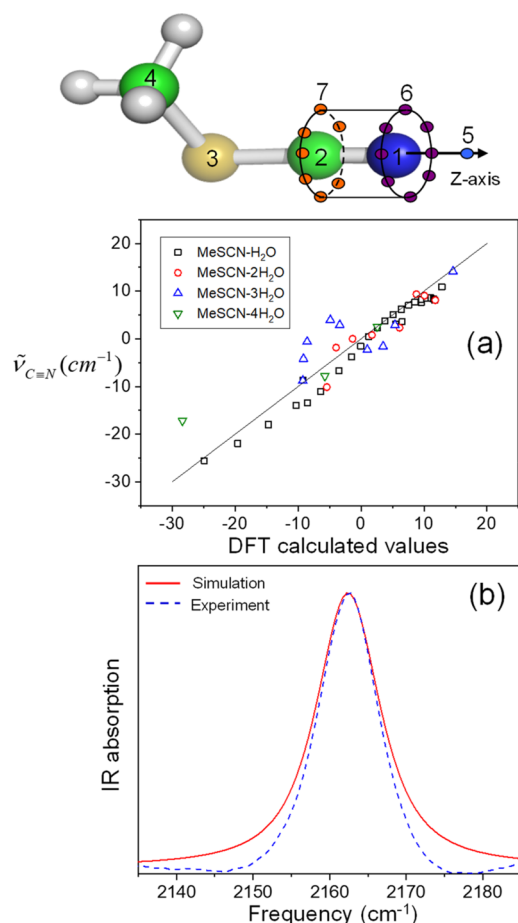 4
7
6
5
3
2
1
Z-axis
20
10
0
-10
-20
-30
MeSCN-H₂O
MeSCN-2H₂O
MeSCN-3H₂O
MeSCN-4H₂O
(a)
ν̃_{C≡N}(cm⁻¹)
-30 -20 -10 0 10 20
DFT calculated values
Simulation
Experiment
(b)
IR absorption
2140 2150 2160 2170 2180
Frequency (cm⁻¹)